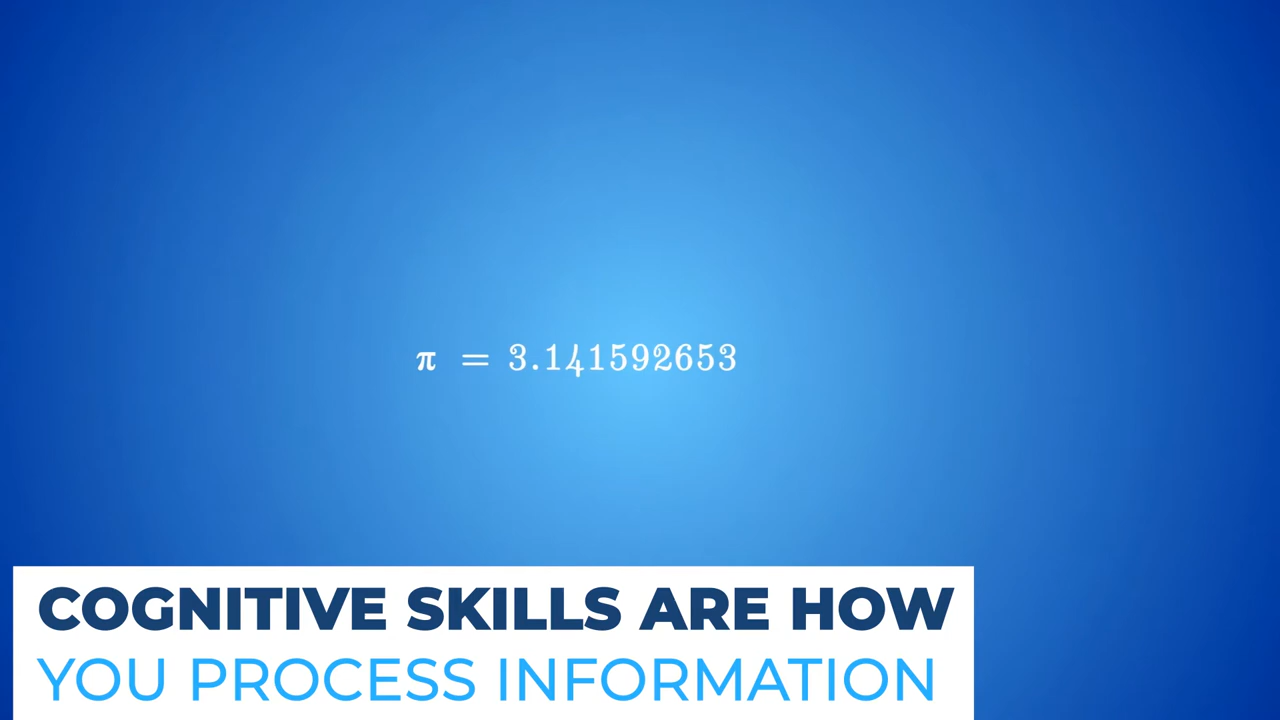 π = 3.141592653
COGNITIVE SKILLS ARE HOW
YOU PROCESS INFORMATION